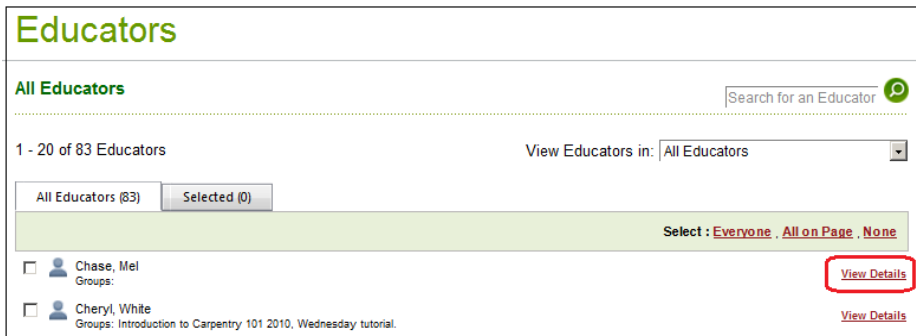 Educators
All Educators
Search for an Educator
1 - 20 of 83 Educators
View Educators in: All Educators
All Educators (83) Selected (0)
Select : Everyone , All on Page , None
Chase, Mel View Details
Groups:
Cheryl, White View Details
Groups: Introduction to Carpentry 101 2010, Wednesday tutorial.